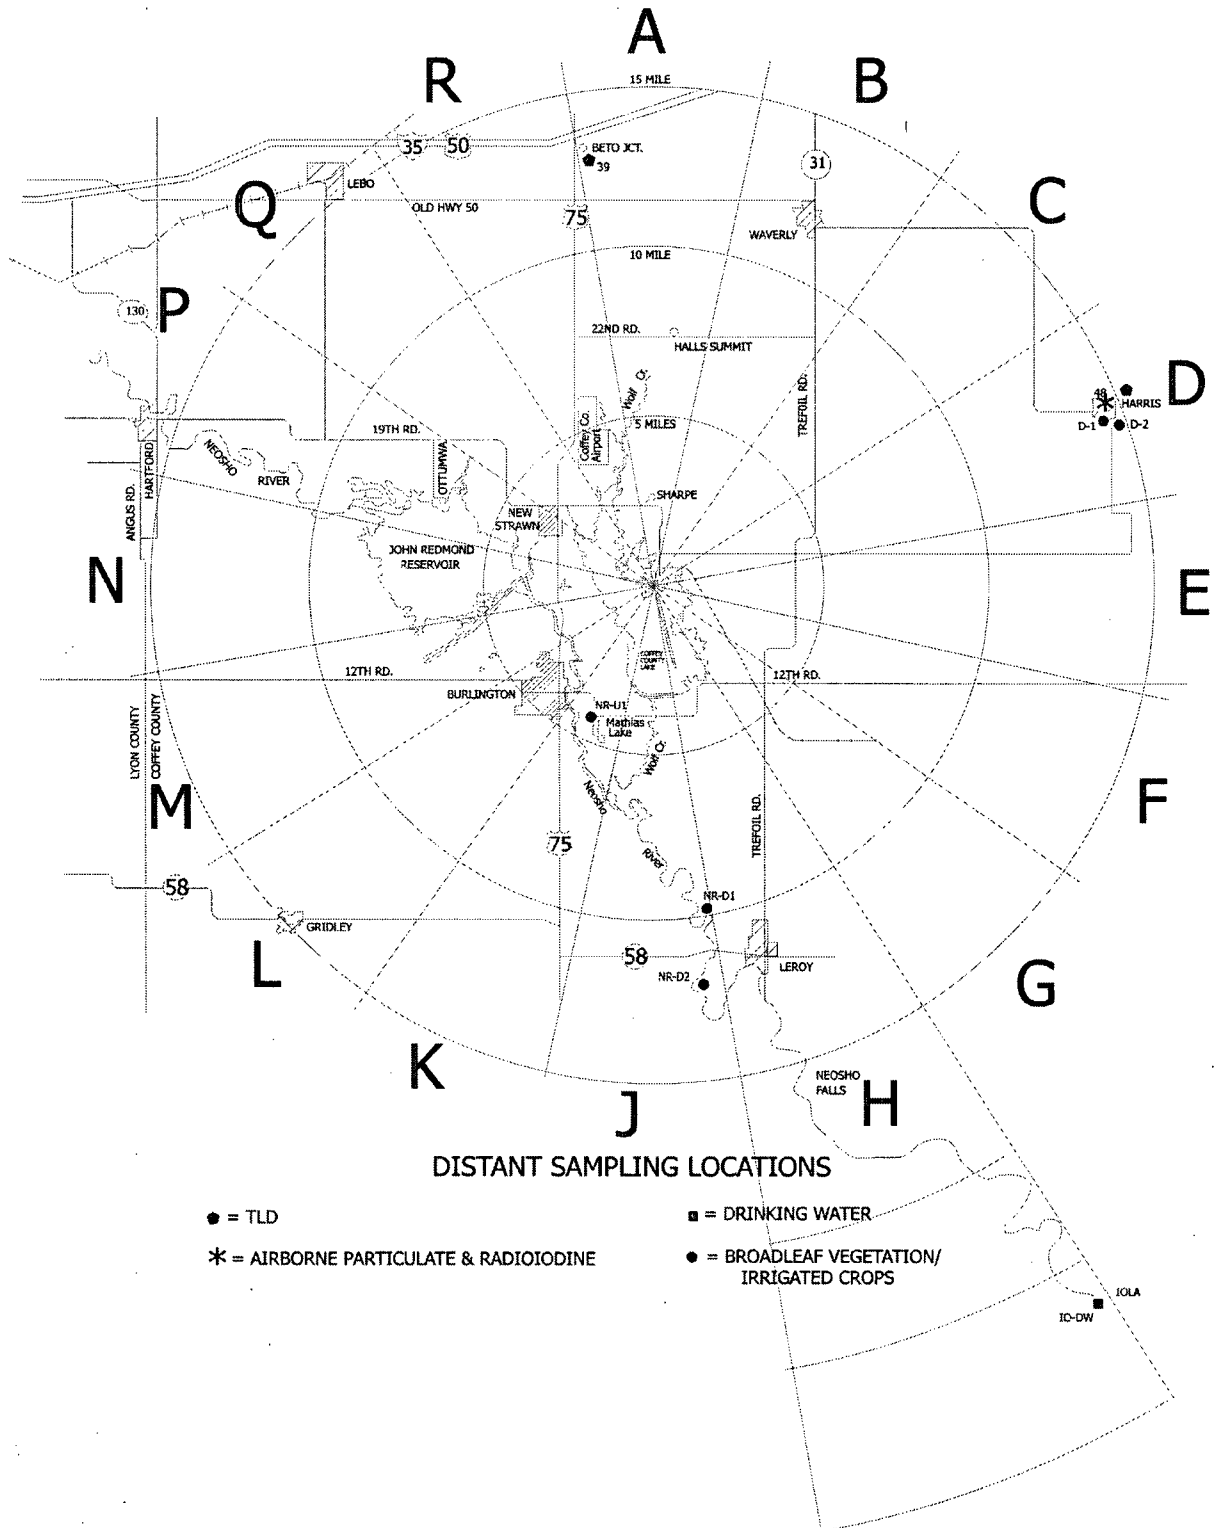 A
R
B
15 MILE
35
50
BETO JCT.
39
31
LEBO
Q
C
OLD HWY 50
75
WAVERLY
10 MILE
P
130
22ND RD.
HALLS SUMMIT
TREFOIL RD.
Wolf Cr.
D
48
HARRIS
D-1
D-2
5 MILES
Coffey Co.
Airport
19TH RD.
OTTUMWA
NEOSHO
RIVER
HARTFORD
ANGUS RD.
SHARPE
NEW
STRAWN
JOHN REDMOND
RESERVOIR
N
E
COFFEY
COUNTY
LAKE
12TH RD.
12TH RD.
BURLINGTON
NR-U1
Mathias
Lake
Wolf Cr.
LYON COUNTY
COFFEY COUNTY
M
F
Neosho
River
TREFOIL RD.
75
58
NR-D1
GRIDLEY
58
LEROY
L
NR-D2
G
K
NEOSHO
FALLS
H
J
DISTANT SAMPLING LOCATIONS
= TLD
= DRINKING WATER
= AIRBORNE PARTICULATE & RADIOIODINE
= BROADLEAF VEGETATION/
IRRIGATED CROPS
IOLA
IO-DW